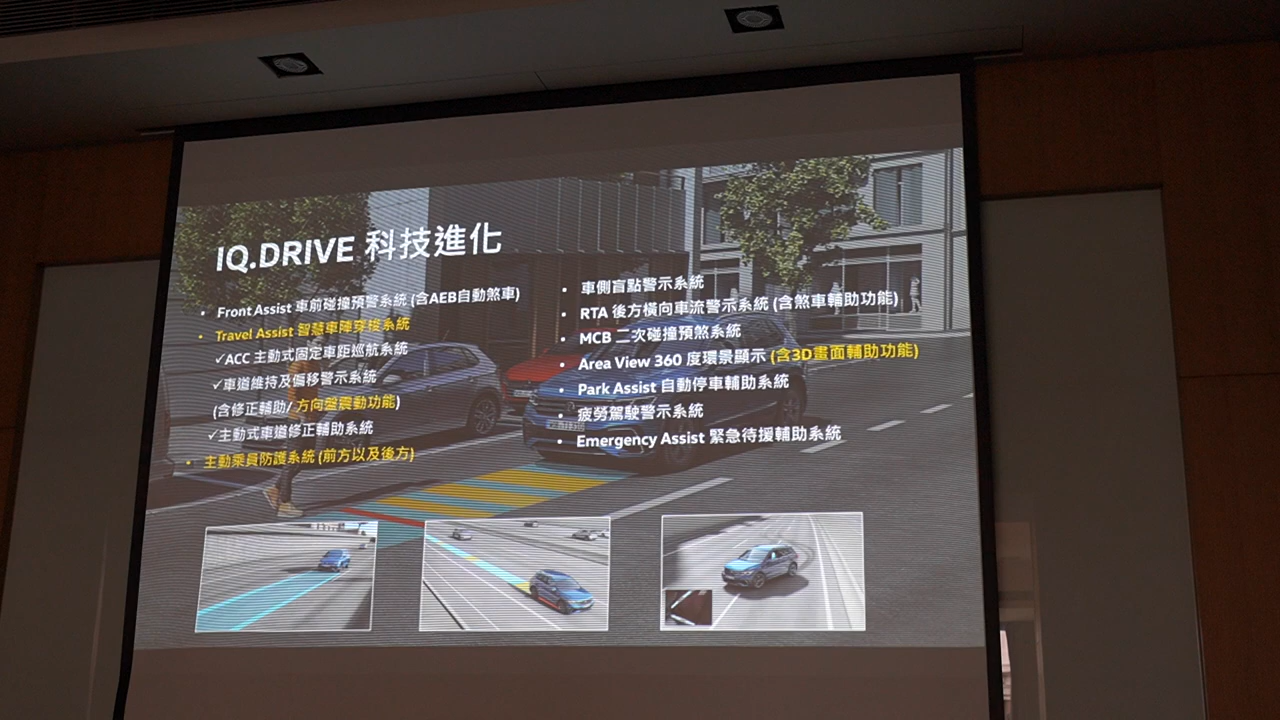 IQ.DRIVE 科技進化
• Front Assist 車前碰撞預警系統 (含AEB自動煞車)
• Travel Assist 智慧車陣穿梭系統
✓ACC 主動式固定車距巡航系統
✓車道維持及偏移警示系統
(含修正輔助/ 方向盤震動功能)
✓主動式車道修正輔助系統
• 主動乘員防護系統 (前方以及後方)
• 車側盲點警示系統
• RTA 後方橫向車流警示系統 (含煞車輔助功能)
• MCB 二次碰撞預煞系統
• Area View 360 度環景顯示 (含3D畫面輔助功能)
• Park Assist 自動停車輔助系統
• 疲勞駕駛警示系統
• Emergency Assist 緊急待援輔助系統